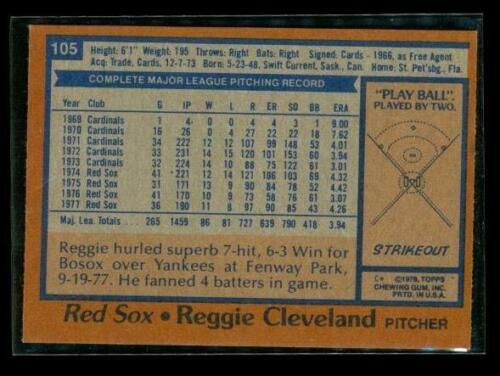 105
Height: 6'1" Weight: 195 Throws: Right Bats: Right Signed: Cards - 1966, as Free Agent
Acq: Trade, Cards, 12-7-73 Born: 5-23-48, Swift Current, Sask., Can. Home: St. Pet'sbg., Fla.
COMPLETE MAJOR LEAGUE PITCHING RECORD
Year Club G IP W L R ER SO BB ERA
1969 Cardinals 1 4 0 0 4 4 3 1 9.00
1970 Cardinals 16 26 0 4 22 22 18 7.62
1971 Cardinals 34 222 12 12 107 99 148 53 4.01
1972 Cardinals 33 231 14 15 120 101 153 60 3.94
1973 Cardinals 32 224 14 10 88 75 122 61 3.01
1974 Red Sox 41 221 12 14 121 106 103 69 4.32
1975 Red Sox 31 171 13 9 90 84 78 52 4.42
1976 Red Sox 41 170 10 9 73 58 76 61 3.07
1977 Red Sox 36 190 11 8 97 90 85 43 4.26
Maj. Lea. Totals ... 265 1459 86 81 727 639 790 418 3.94
"PLAY BALL".
PLAYED BY TWO.
STRIKEOUT
Reggie hurled superb 7-hit, 6-3 Win for
Bosox over Yankees at Fenway Park,
9-19-77. He fanned 4 batters in game.
©1978, TOPPS
CHEWING GUM, INC.
PRTD. IN U.S.A.
Red Sox • Reggie Cleveland PITCHER